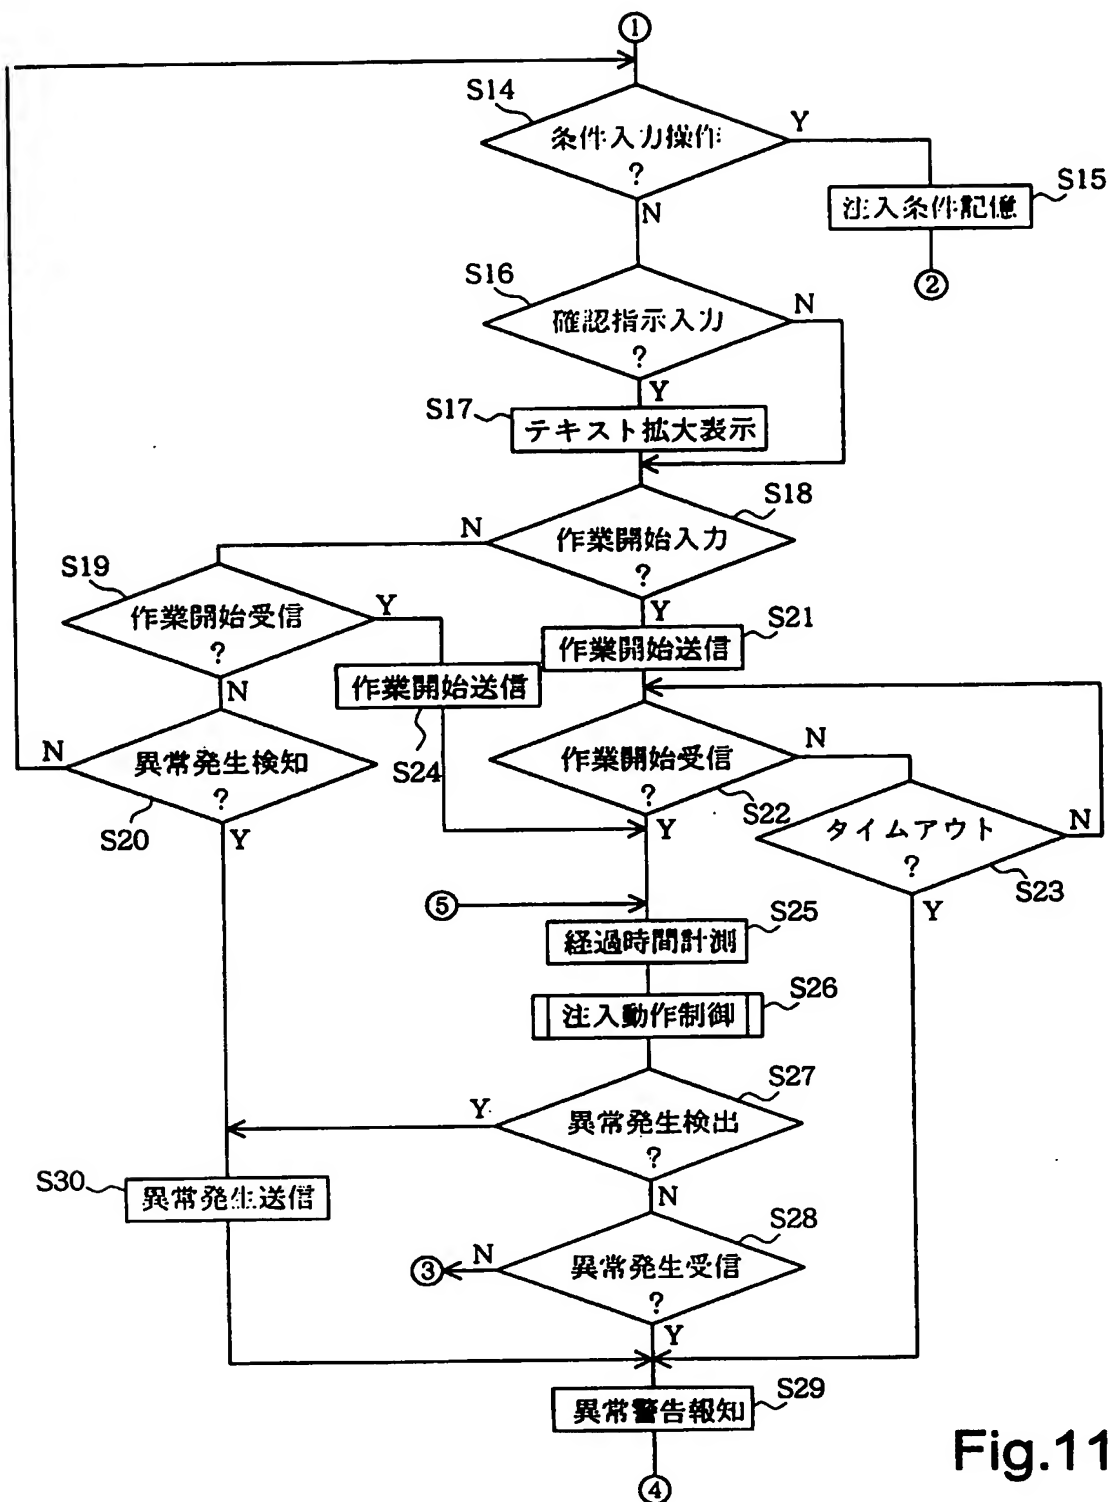 ①
S14
条件入力操作
?
Y
N
S15
注入条件記憶
②
S16
確認指示入力
?
N
Y
S17
テキスト拡大表示
S18
作業開始入力
?
N
Y
S19
作業開始受信
?
Y
N
S21
作業開始送信
作業開始送信
S24
異常発生検知
?
N
Y
S20
作業開始受信
?
N
Y
S22
タイムアウト
?
N
Y
S23
⑤
S25
経過時間計測
S26
注入動作制御
S27
異常発生検出
?
Y
N
S30
異常発生送信
S28
異常発生受信
?
N
Y
③
S29
異常警告報知
④
Fig.11